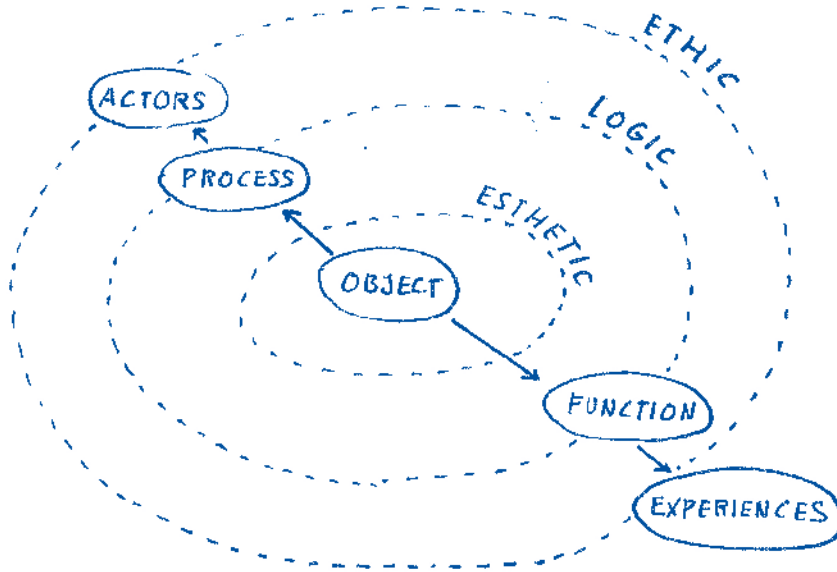 ETHIC
ACTORS
LOGIC
PROCESS
ESTHETIC
OBJECT
FUNCTION
EXPERIENCES